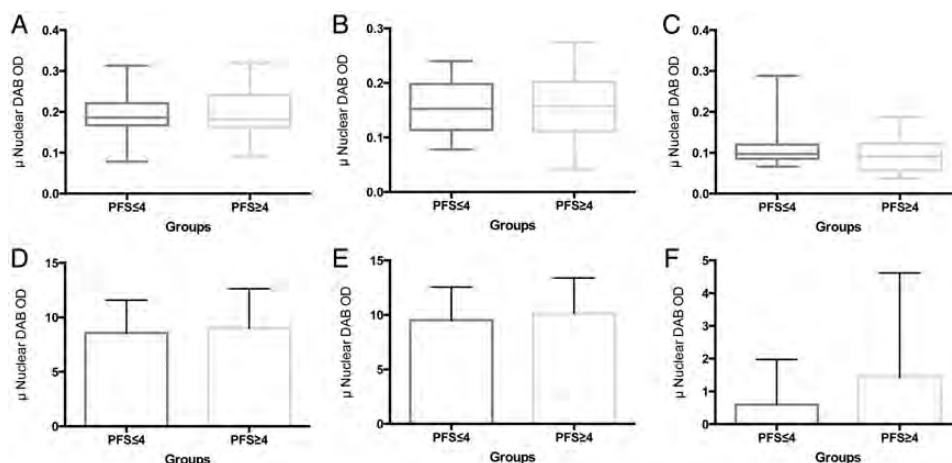 A
μ Nuclear DAB OD
0.4
0.3
0.2
0.1
0.0
PFS≤4 PFS≥4
Groups
B
μ Nuclear DAB OD
0.3
0.2
0.1
0.0
PFS≤4 PFS≥4
Groups
C
μ Nuclear DAB OD
0.4
0.3
0.2
0.1
0.0
PFS≤4 PFS≥4
Groups
D
μ Nuclear DAB OD
15
10
5
0
PFS≤4 PFS≥4
Groups
E
μ Nuclear DAB OD
15
10
5
0
PFS≤4 PFS≥4
Groups
F
μ Nuclear DAB OD
5
4
3
2
1
0
PFS≤4 PFS≥4
Groups